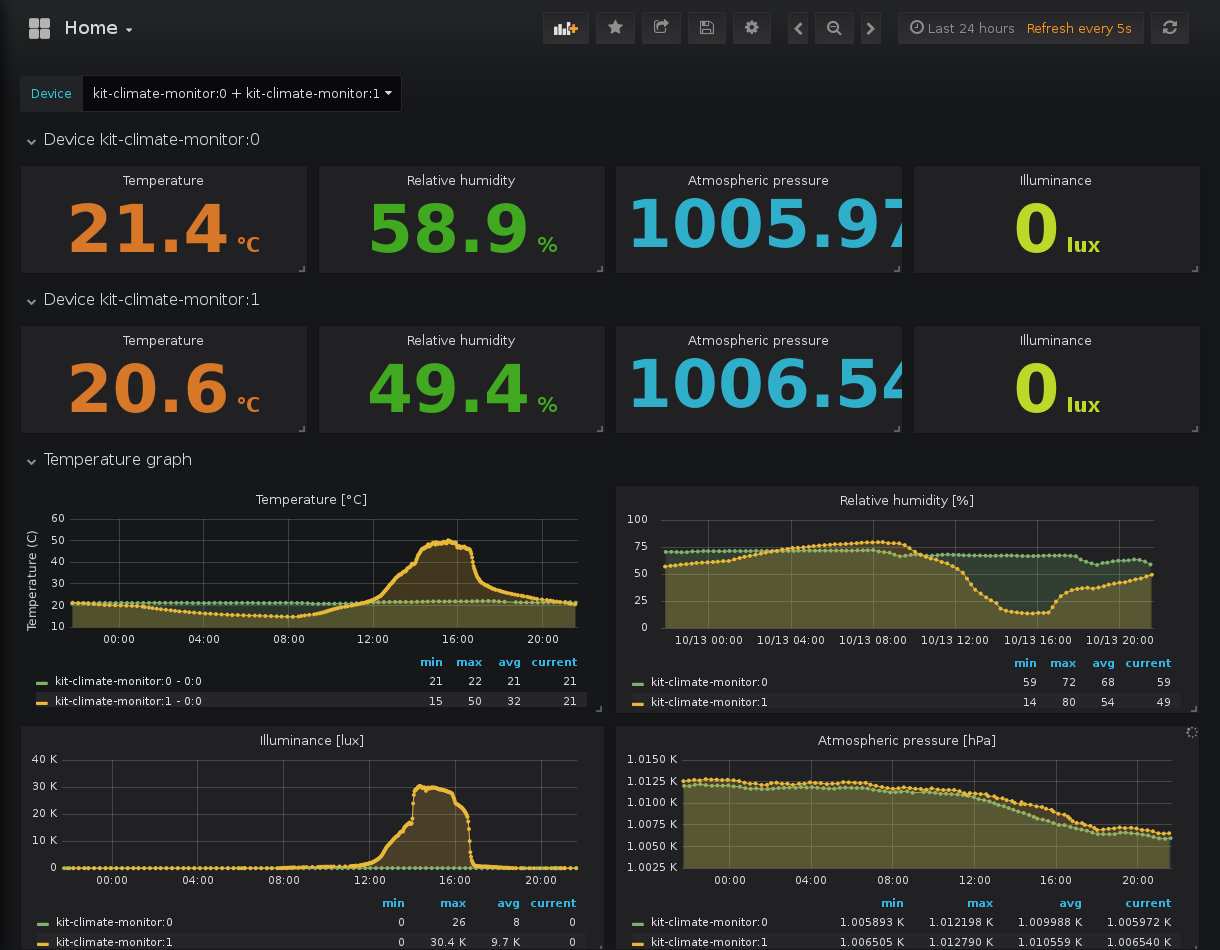 Home
Last 24 hours Refresh every 5s
Device kit-climate-monitor:0 + kit-climate-monitor:1
Device kit-climate-monitor:0
Temperature Relative humidity Atmospheric pressure Illuminance
21.4 °C 58.9 % 1005.97 0 lux
Device kit-climate-monitor:1
Temperature Relative humidity Atmospheric pressure Illuminance
20.6 °C 49.4 % 1006.54 0 lux
Temperature graph
Temperature [°C]
Temperature (C)
60
50
40
30
20
10
00:00 04:00 08:00 12:00 16:00 20:00
min max avg current
kit-climate-monitor:0 - 0:0 21 22 21 21
kit-climate-monitor:1 - 0:0 15 50 32 21
Relative humidity [%]
100
75
50
25
0
10/13 00:00 10/13 04:00 10/13 08:00 10/13 12:00 10/13 16:00 10/13 20:00
min max avg current
kit-climate-monitor:0 59 72 68 59
kit-climate-monitor:1 14 80 54 49
Illuminance [lux]
40 K
30 K
20 K
10 K
0
00:00 04:00 08:00 12:00 16:00 20:00
min max avg current
kit-climate-monitor:0 0 26 8 0
kit-climate-monitor:1 0 30.4 K 9.7 K 0
Atmospheric pressure [hPa]
1.0150 K
1.0125 K
1.0100 K
1.0075 K
1.0050 K
1.0025 K
00:00 04:00 08:00 12:00 16:00 20:00
min max avg current
kit-climate-monitor:0 1.005893 K 1.012198 K 1.009988 K 1.005972 K
kit-climate-monitor:1 1.006505 K 1.012790 K 1.010559 K 1.006540 K